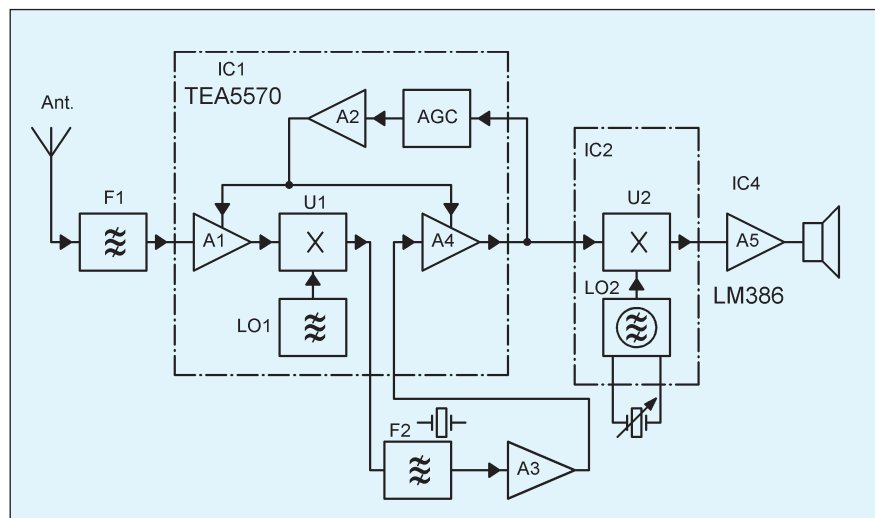 IC1
TEA5570
Ant.
A2
AGC
IC2
F1
U1
U2
IC4
A1
X
A4
X
A5
LO1
LO2
LM386
F2
A3